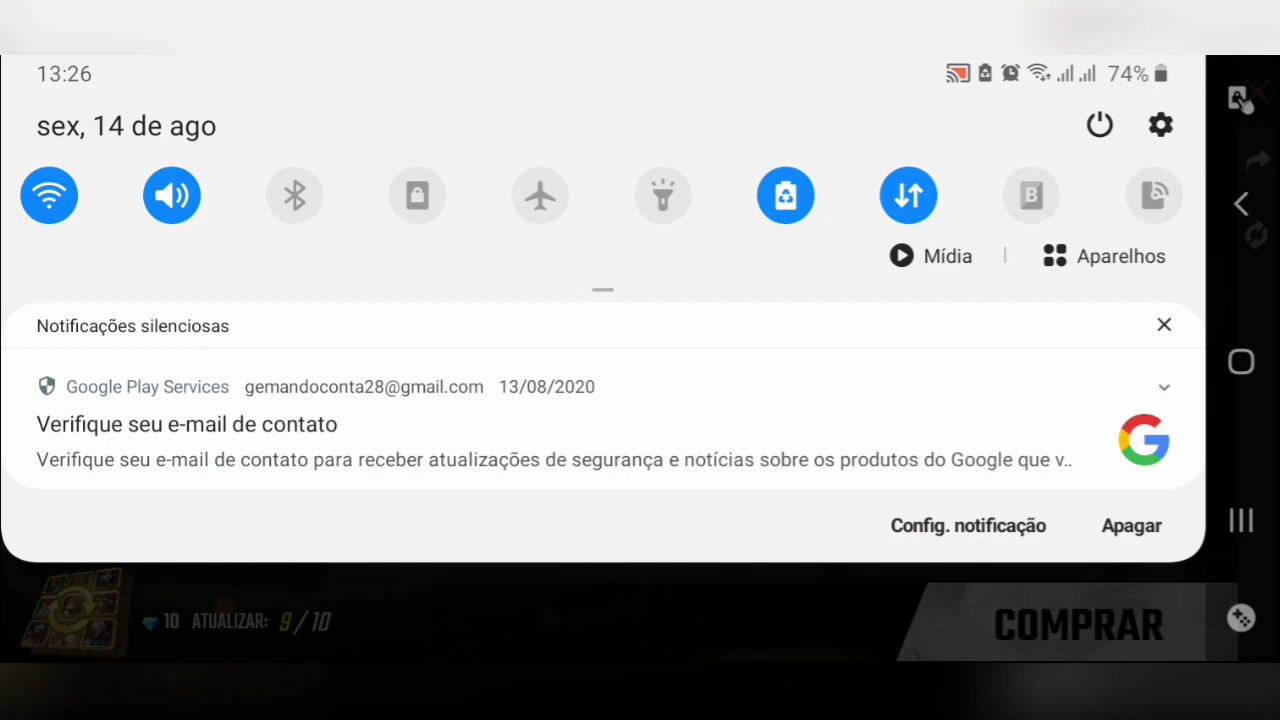 13:26
74%
sex, 14 de ago
B
Mídia
Aparelhos
Notificações silenciosas
Google Play Services gemandoconta28@gmail.com 13/08/2020
Verifique seu e-mail de contato
Verifique seu e-mail de contato para receber atualizações de segurança e notícias sobre os produtos do Google que v..
Config. notificação
Apagar
10 ATUALIZAR: 9/10
COMPRAR